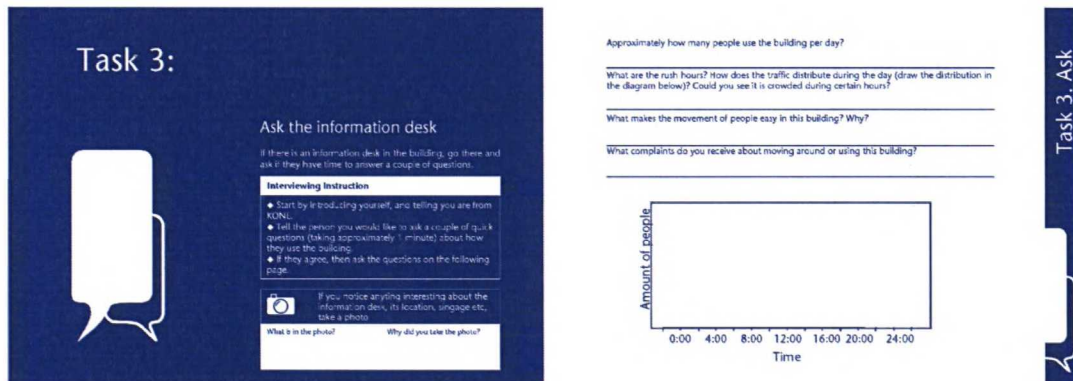 Task 3:
Ask the information desk
If there is an information desk in the building, go there and
ask if they have time to answer a couple of questions.
Interviewing Instruction
◆ Start by introducing yourself, and telling you are from
KONE.
◆ Tell the person you would like to ask a couple of quick
questions (taking approximately 1 minute) about how
they use the building.
◆ If they agree, then ask the questions on the following
page.
If you notice anyting interesting about the
information desk, its location, singage etc,
take a photo
What is in the photo? Why did you take the photo?
Approximately how many people use the building per day?
What are the rush hours? How does the traffic distribute during the day (draw the distribution in
the diagram below)? Could you see it is crowded during certain hours?
What makes the movement of people easy in this building? Why?
What complaints do you receive about moving around or using this building?
Amount of people
0:00 4:00 8:00 12:00 16:00 20:00 24:00
Time
Task 3. Ask